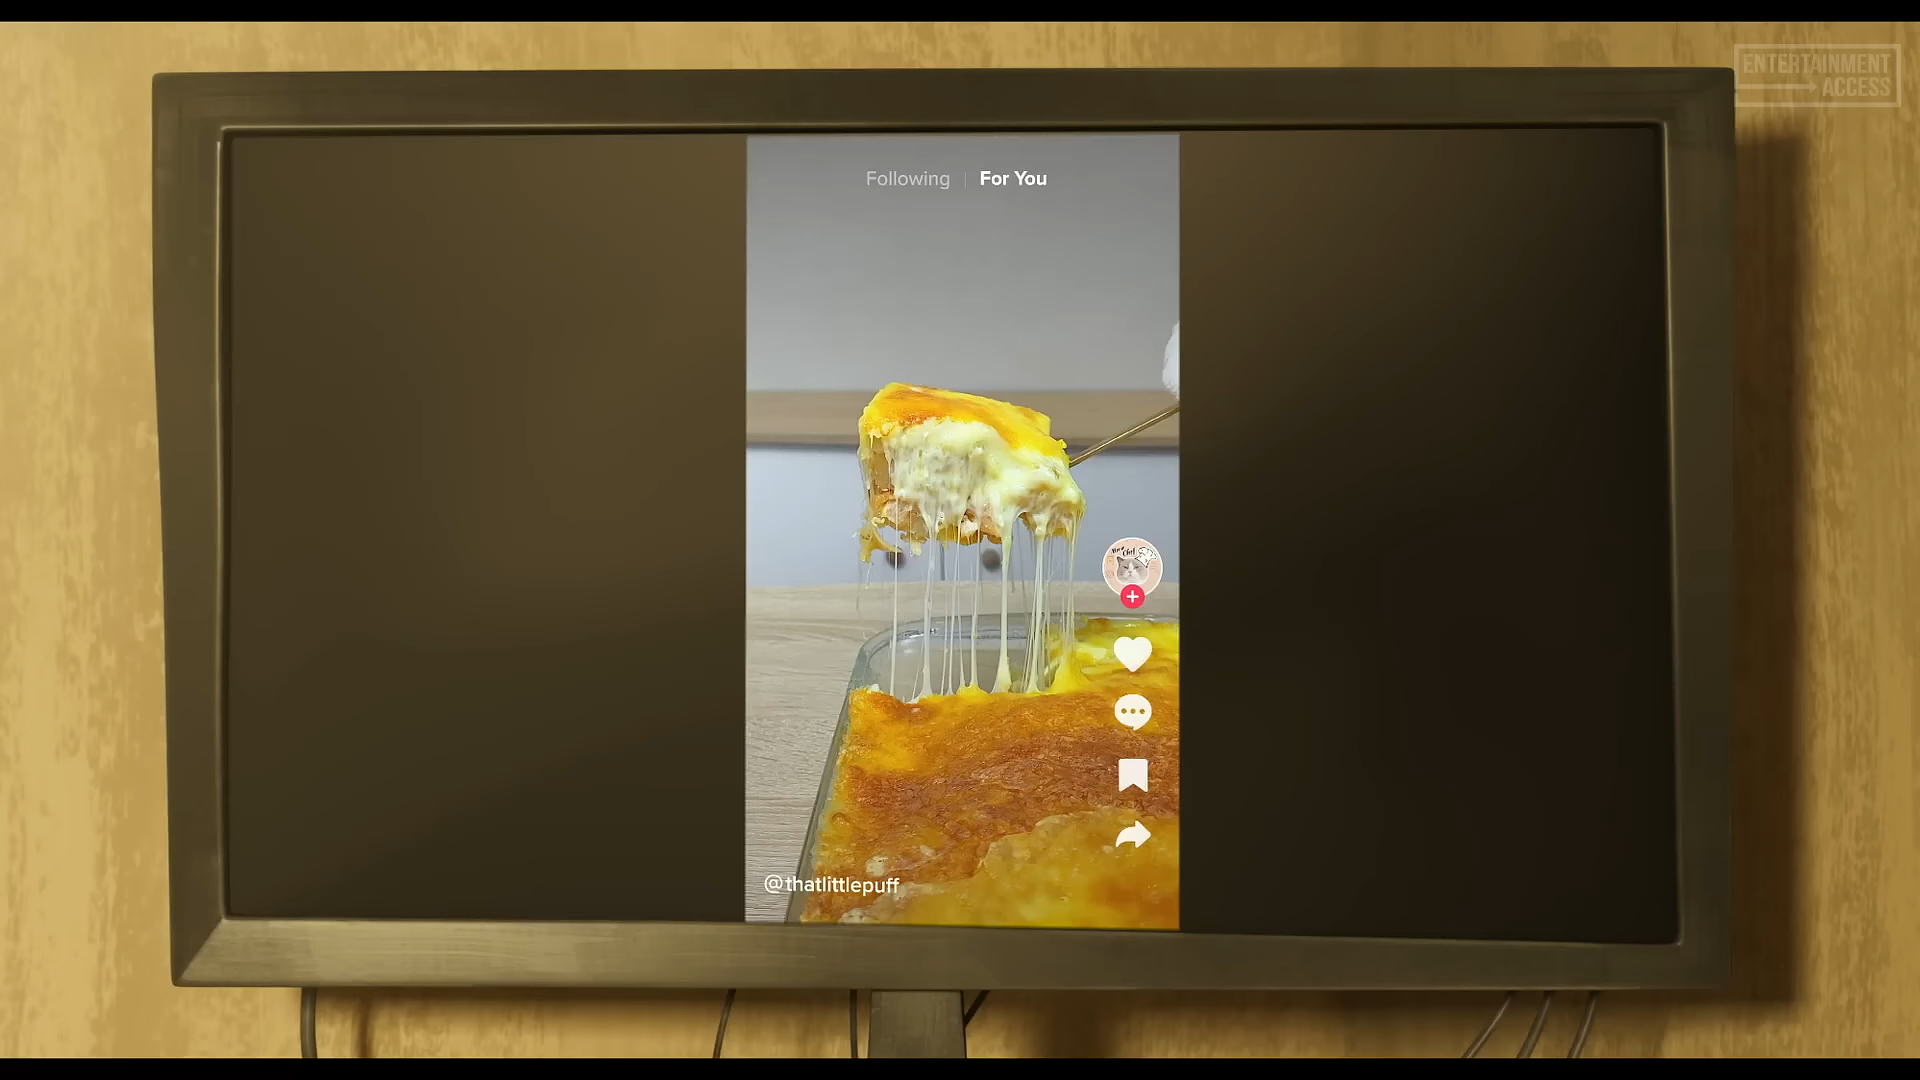 ENTERTAINMENT
ACCESS
Following
For You
@thatlittlepuff